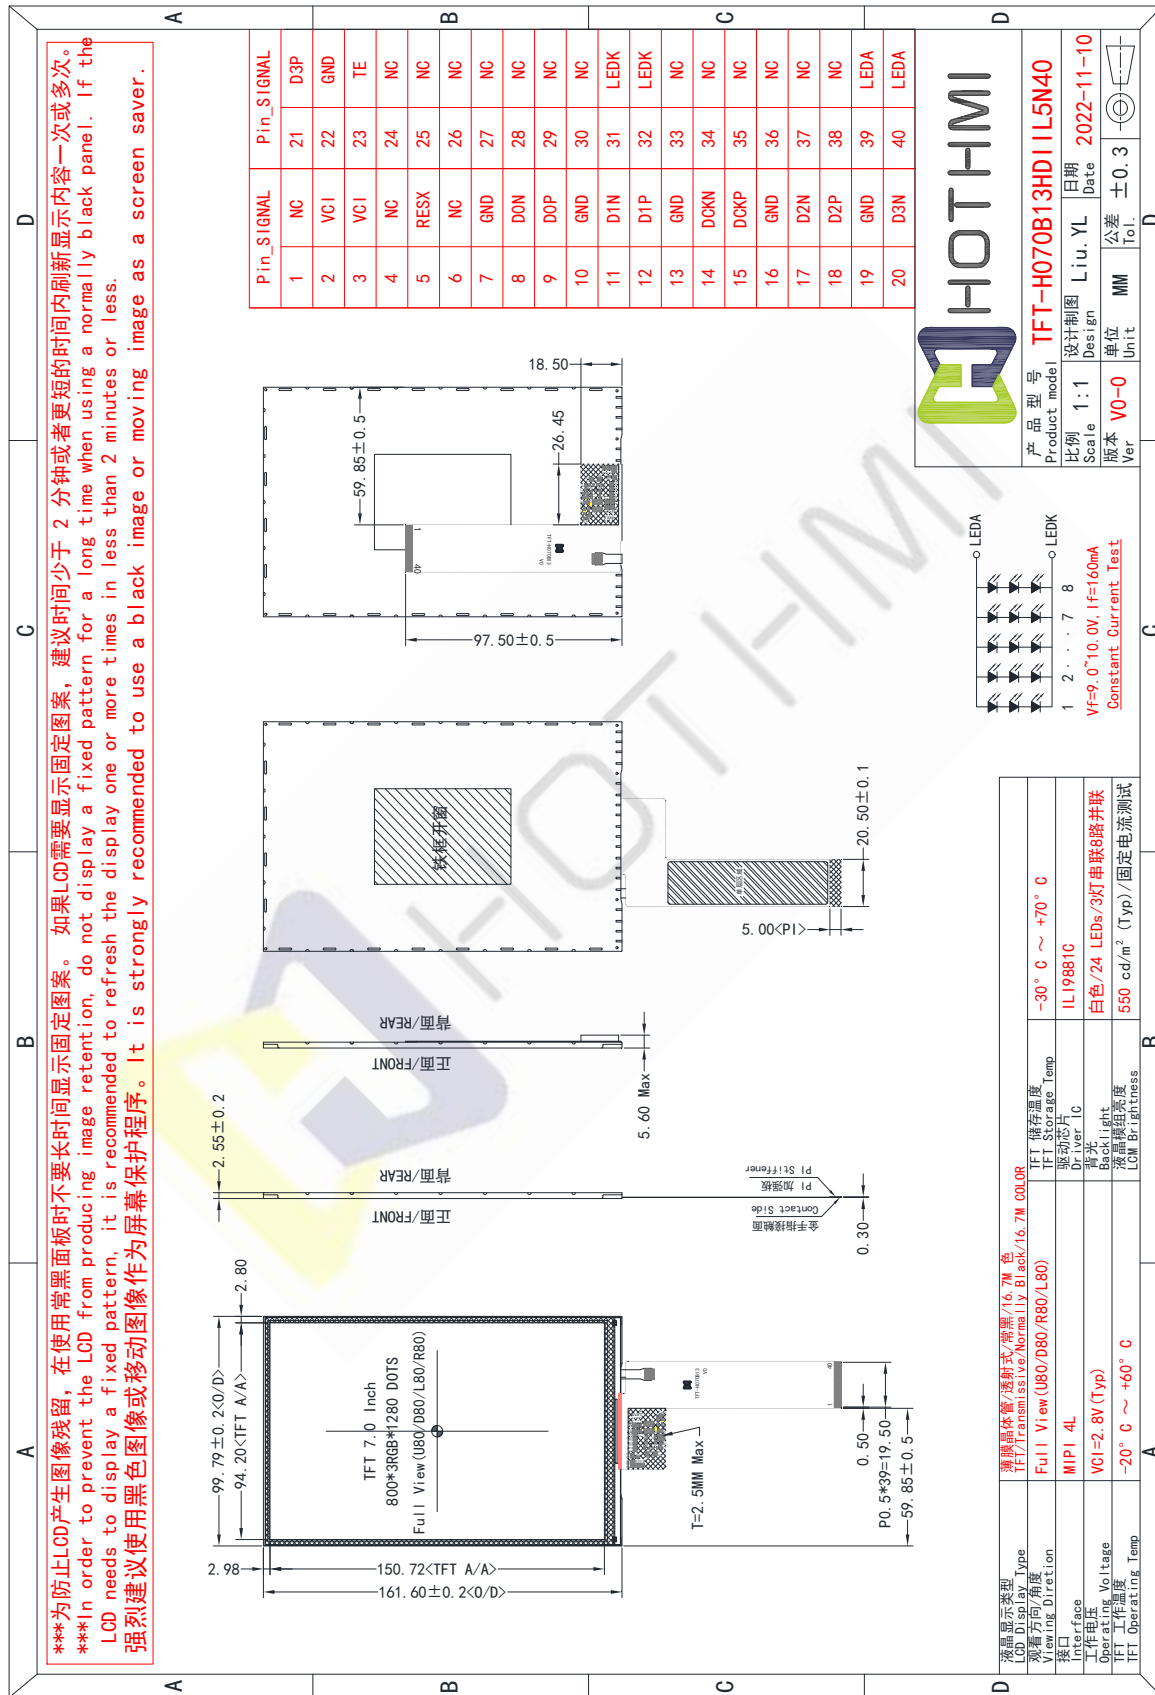 ***为防止LCD产生图像残留，在使用常黑面板时不要长时间显示固定图案。 如果LCD需要显示固定图案，建议时间少于 2 分钟或者更短的时间内刷新显示内容一次或多次。
***In order to prevent the LCD from producing image retention, do not display a fixed pattern for a long time when using a normally black panel. If the
LCD needs to display a fixed pattern, it is recommended to refresh the display one or more times in less than 2 minutes or less.
强烈建议使用黑色图像或移动图像作为屏幕保护程序。It is strongly recommended to use a black image or moving image as a screen saver.
A B C D
A B C D
99.79±0.2<O/D>
94.20<TFT A/A>
2.80
2.98
150.72<TFT A/A>
161.60±0.2<O/D>
TFT 7.0 Inch
800*3RGB*1280 DOTS
Full View(U80/D80/L80/R80)
T=2.5MM Max
TFT-H070B13
V0
1 40
0.50
P0.5*39=19.50
59.85±0.5
2.55±0.2
正面/FRONT
背面/REAR
金手指接触面
Contact Side
PI 加强板
PI Stiffener
0.30
正面/FRONT
背面/REAR
5.60 Max
铁框开窗
5.00<PI>
20.50±0.1
59.85±0.5
26.45
18.50
97.50±0.5
1 40
TFT-H070B13
V0
Pin_SIGNAL Pin_SIGNAL
1 NC 21 D3P
2 VCI 22 GND
3 VCI 23 TE
4 NC 24 NC
5 RESX 25 NC
6 NC 26 NC
7 GND 27 NC
8 D0N 28 NC
9 D0P 29 NC
10 GND 30 NC
11 D1N 31 LEDK
12 D1P 32 LEDK
13 GND 33 NC
14 DCKN 34 NC
15 DCKP 35 NC
16 GND 36 NC
17 D2N 37 NC
18 D2P 38 NC
19 GND 39 LEDA
20 D3N 40 LEDA
LEDA
LEDK
1 2 · · · 7 8
Vf=9.0~10.0V,If=160mA
Constant Current Test
液晶显示类型
LCD Display Type
薄膜晶体管/透射式/常黑/16.7M 色
TFT/Transmissive/Normally Black/16.7M COLOR
观看方向/角度
Viewing Diretion
Full View(U80/D80/R80/L80)
接口
Interface
MIPI 4L
工作电压
Operating Voltage
VCI=2.8V(Typ)
TFT 工作温度
TFT Operating Temp
-20° C ～ +60° C
TFT 储存温度
TFT Storage Temp
-30° C ～ +70° C
驱动芯片
Driver IC
ILI9881C
背光
Backlight
白色/24 LEDs/3灯串联8路并联
液晶模组亮度
LCM Brightness
550 cd/m² (Typ)/固定电流测试
HOTHMI
产 品 型 号
Product model
TFT-H070B13HDIIL5N40
比例
Scale
1:1
设计制图
Design
Liu.YL
日期
Date
2022-11-10
版本
Ver
V0-0
单位
Unit
MM
公差
Tol.
±0.3
A B C D
HOTHMI